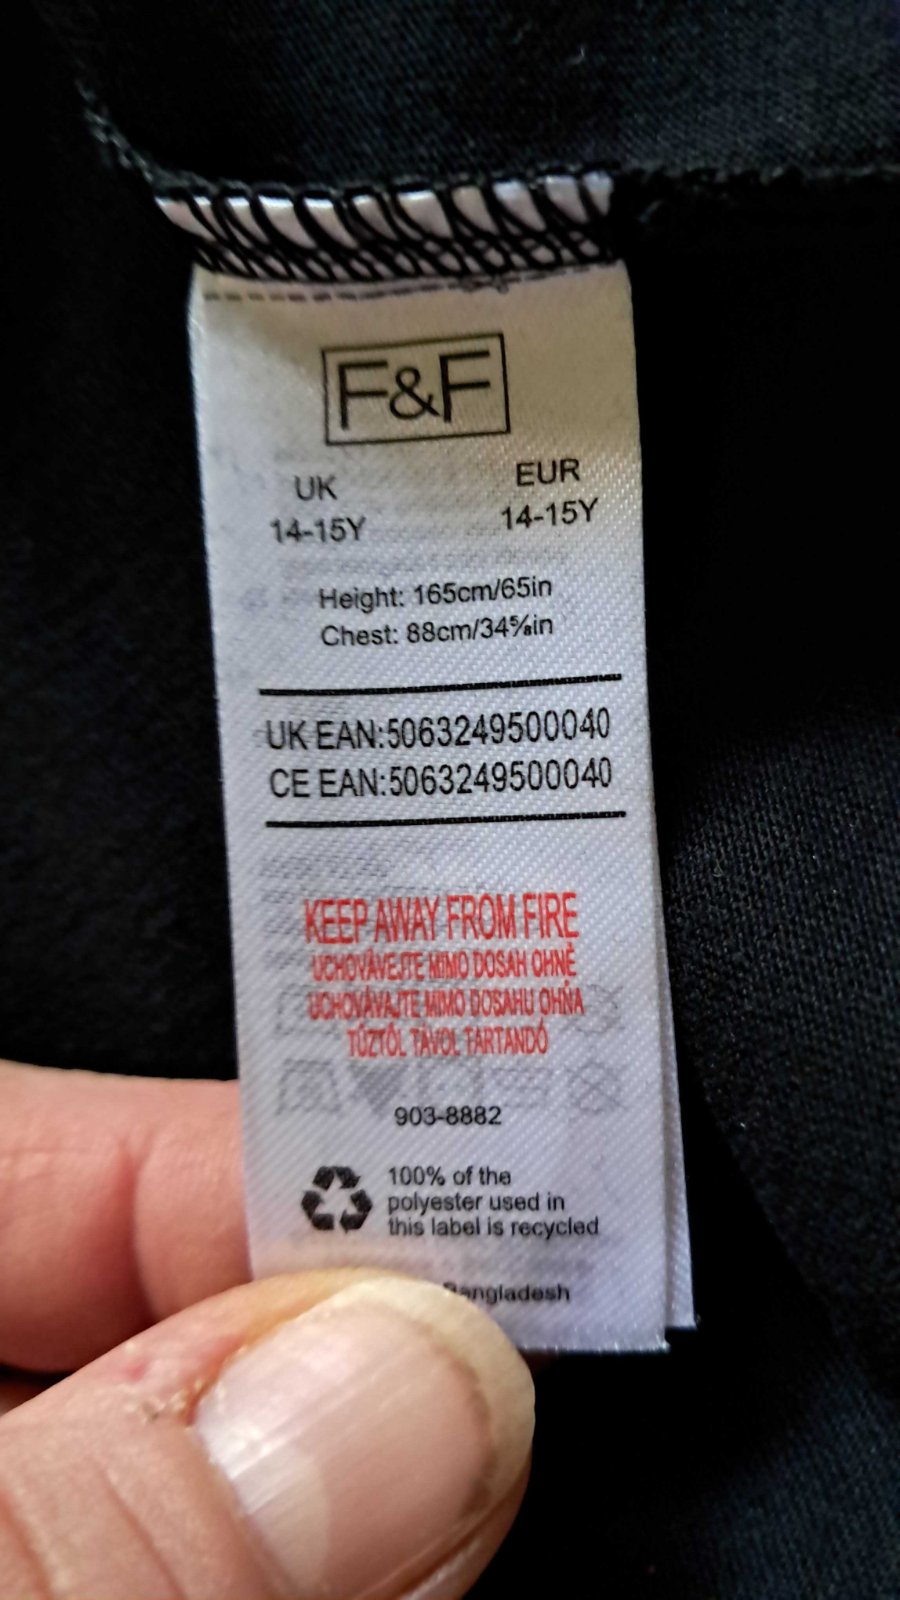 F&F
UK EUR
14-15Y 14-15Y
Height: 165cm/65in
Chest: 88cm/34⅝in
UK EAN:5063249500040
CE EAN:5063249500040
KEEP AWAY FROM FIRE
UCHOVÁVEJTE MIMO DOSAH OHNĚ
UCHOVÁVAJTE MIMO DOSAHU OHŇA
TŰZTŐL TÁVOL TARTANDÓ
903-8882
100% of the
polyester used in
this label is recycled
Bangladesh